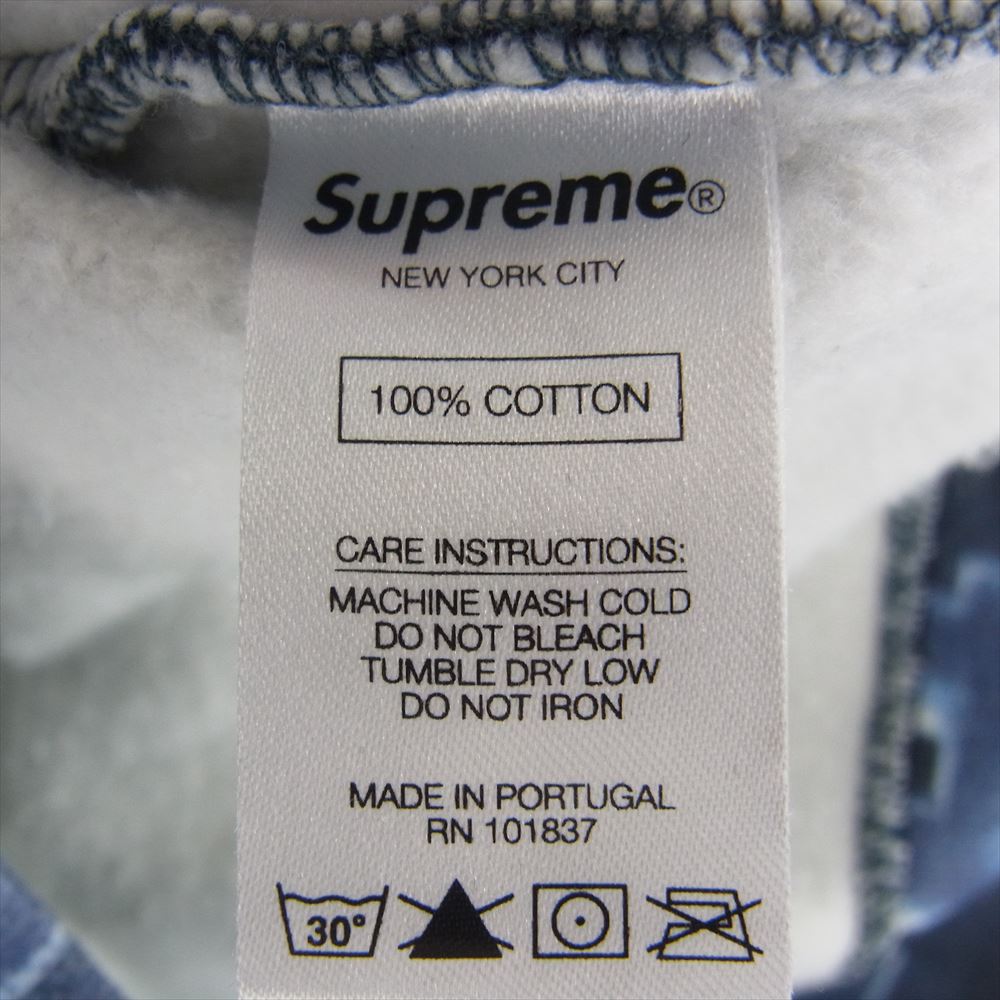 Supreme®
NEW YORK CITY
100% COTTON
CARE INSTRUCTIONS:
MACHINE WASH COLD
DO NOT BLEACH
TUMBLE DRY LOW
DO NOT IRON
MADE IN PORTUGAL
RN 101837
30°